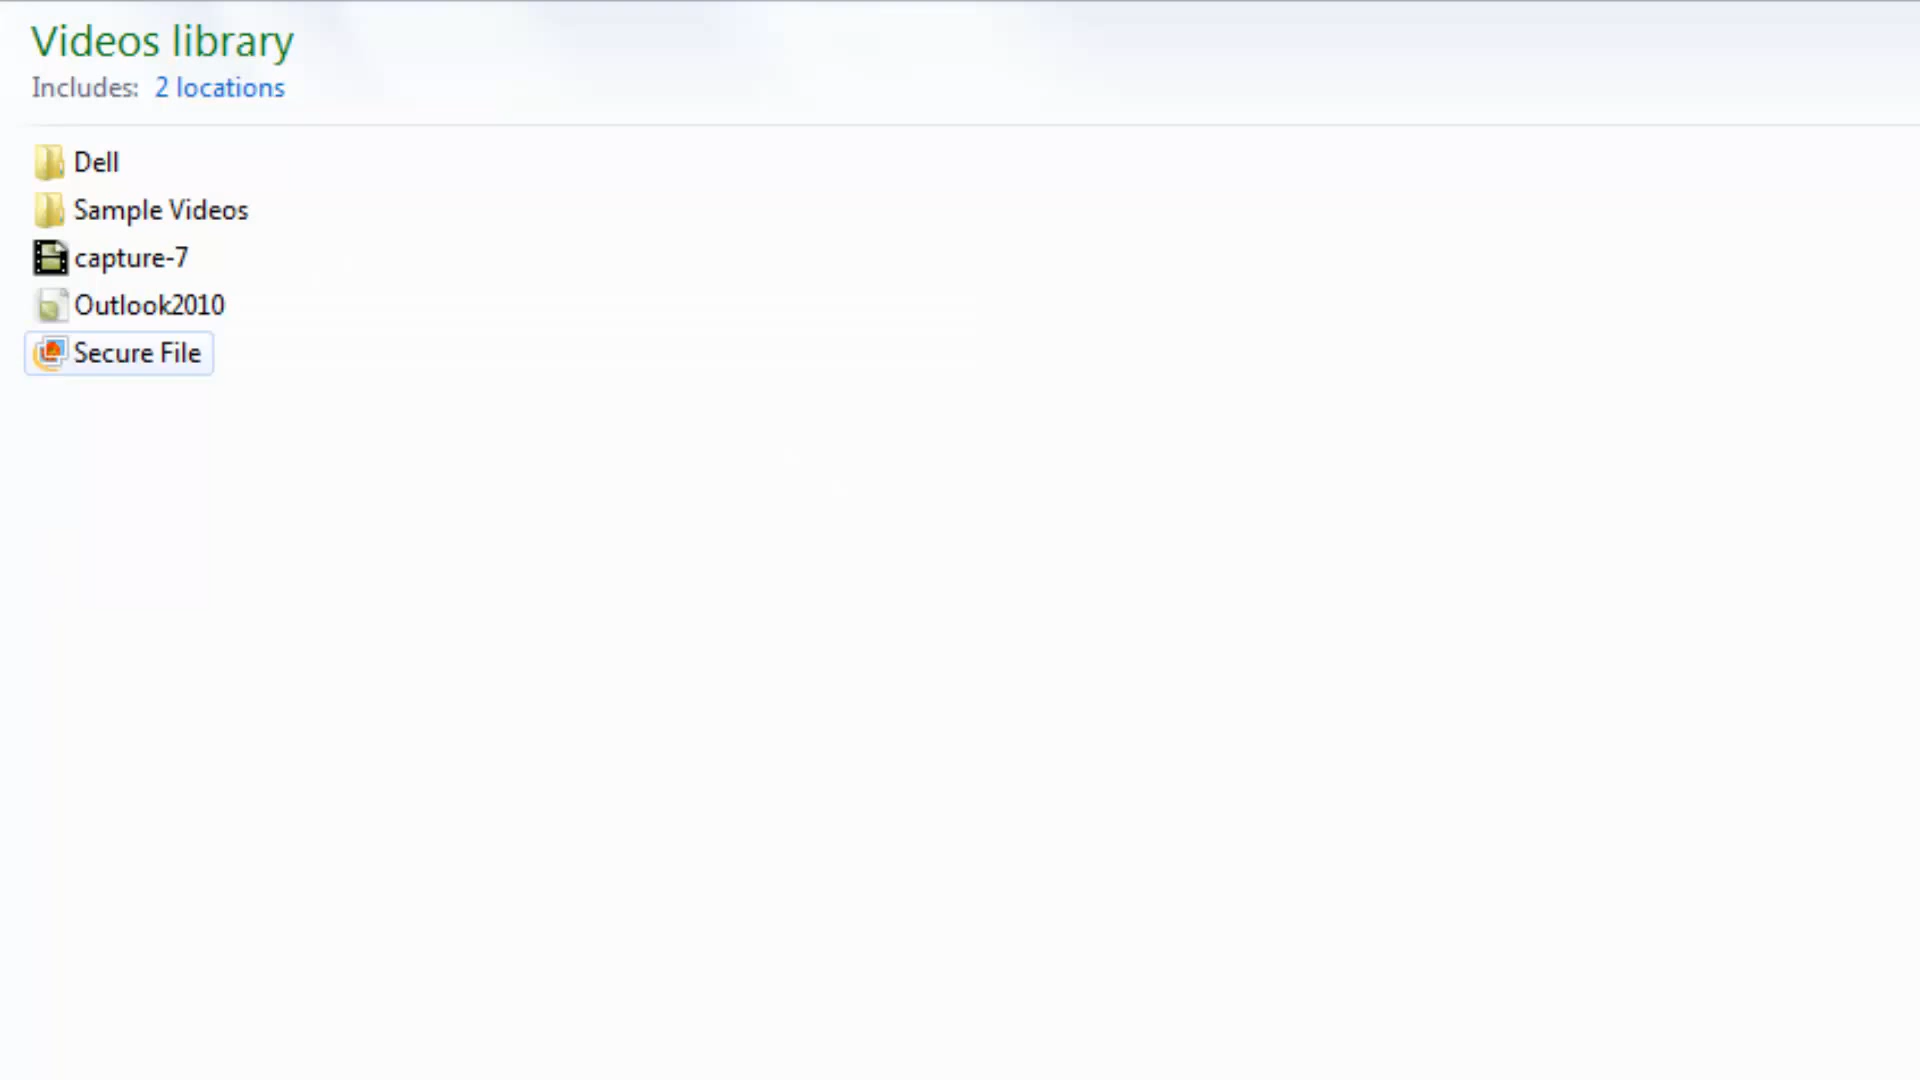 Videos library
Includes: 2 locations
Dell
Sample Videos
capture-7
Outlook2010
Secure File